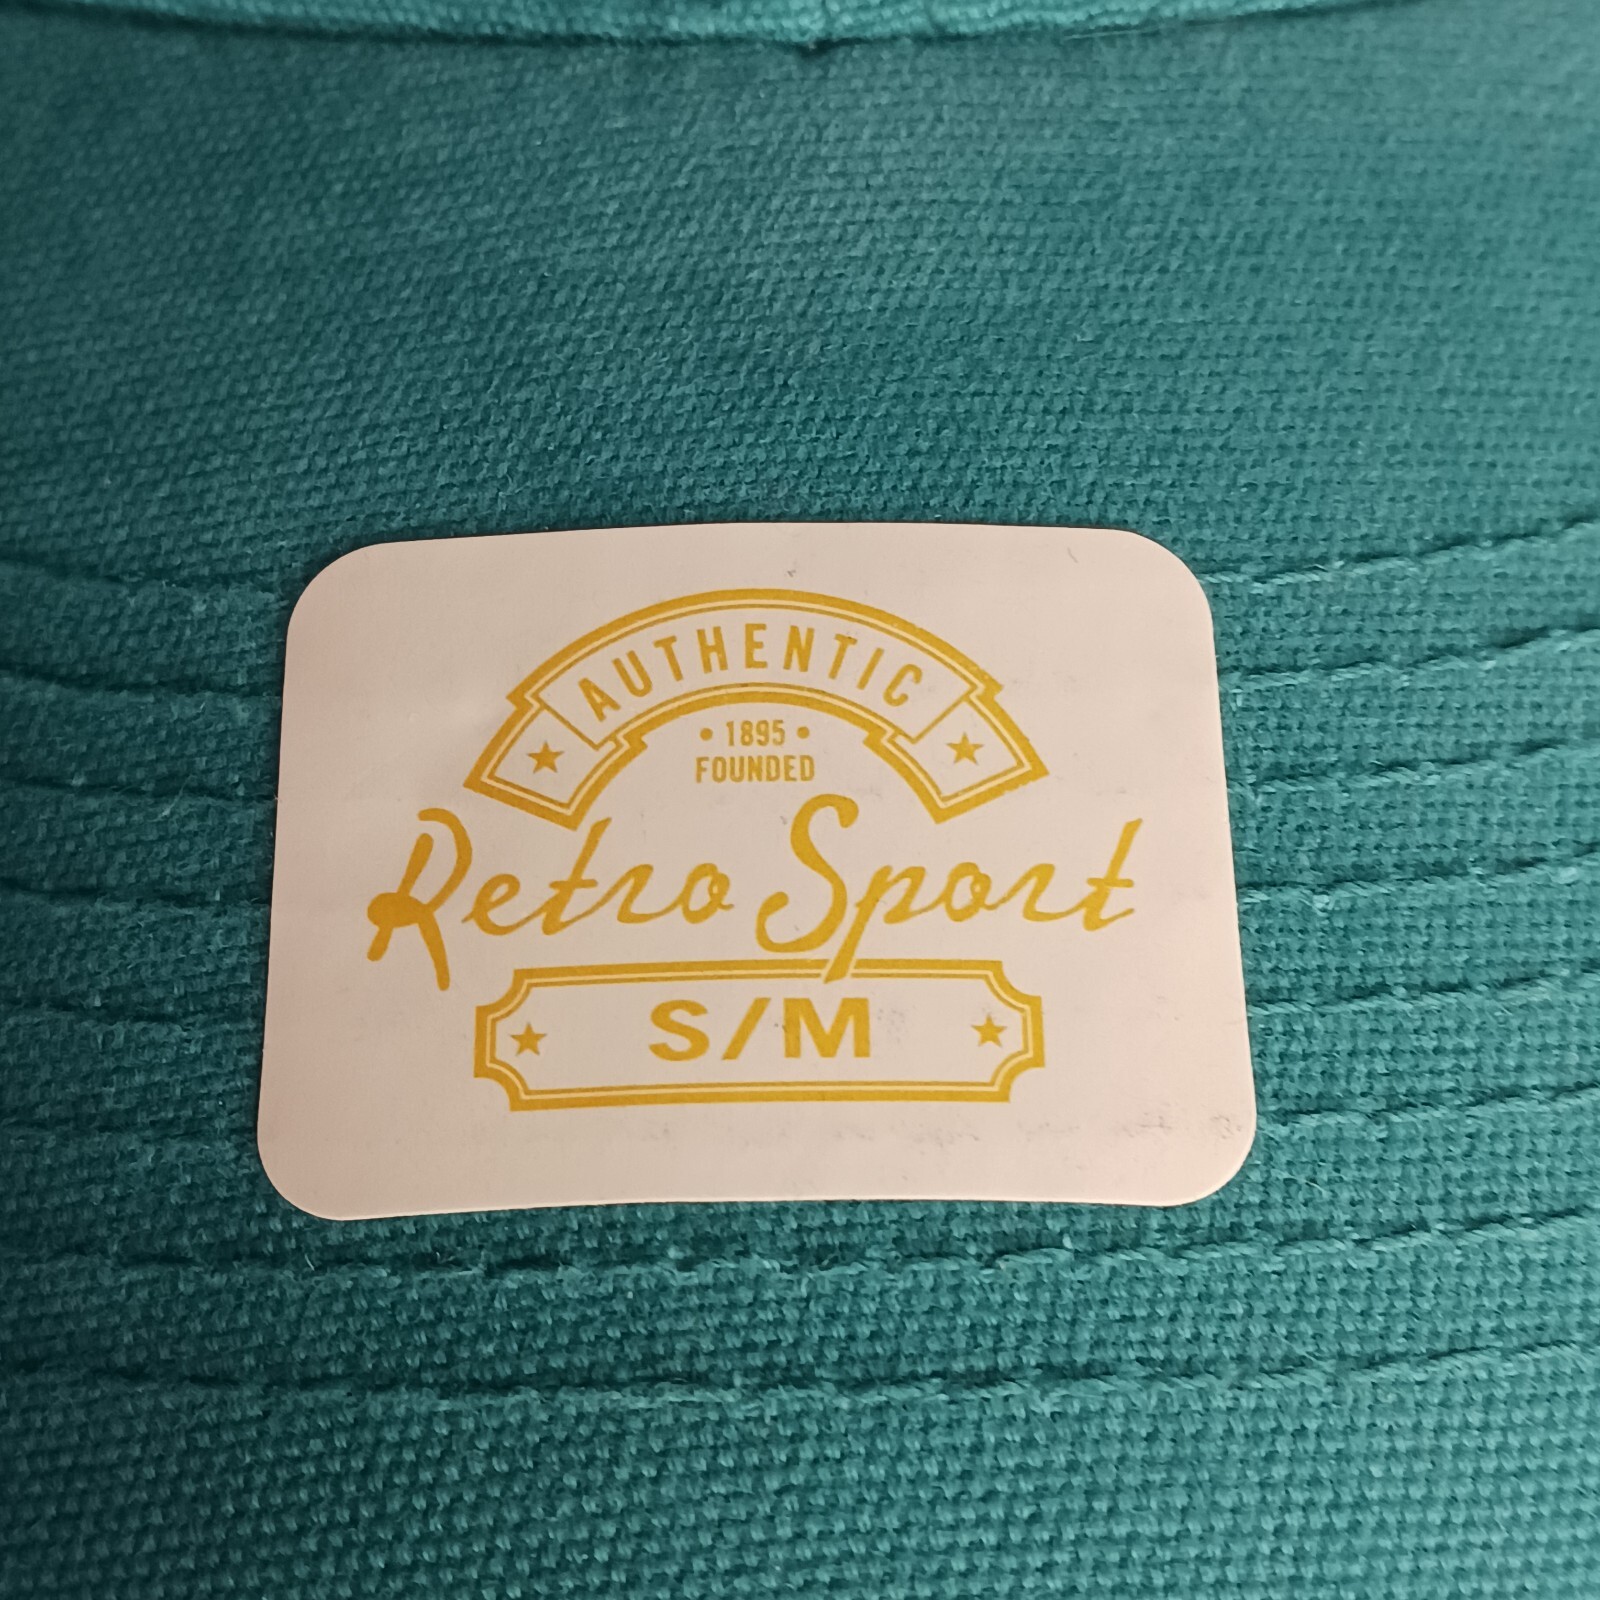 AUTHENTIC
• 1895 •
FOUNDED
Retro Sport
S/M